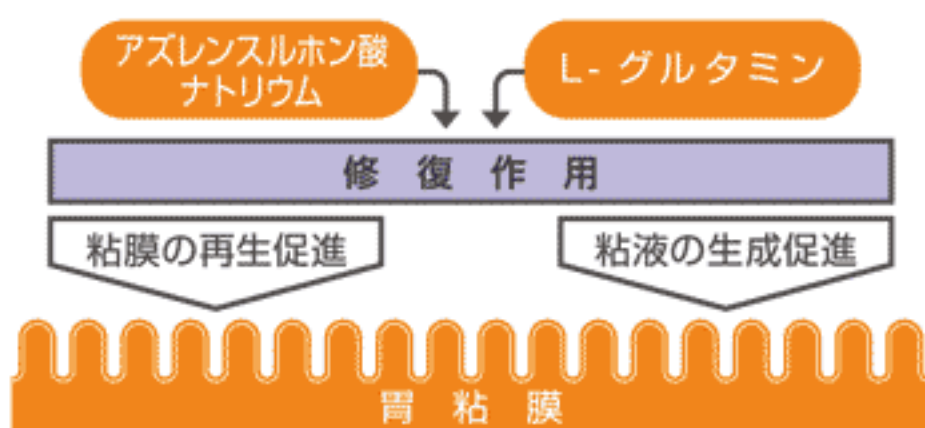 アズレンスルホン酸
ナトリウム
L-グルタミン
修復作用
粘膜の再生促進
粘液の生成促進
胃粘膜